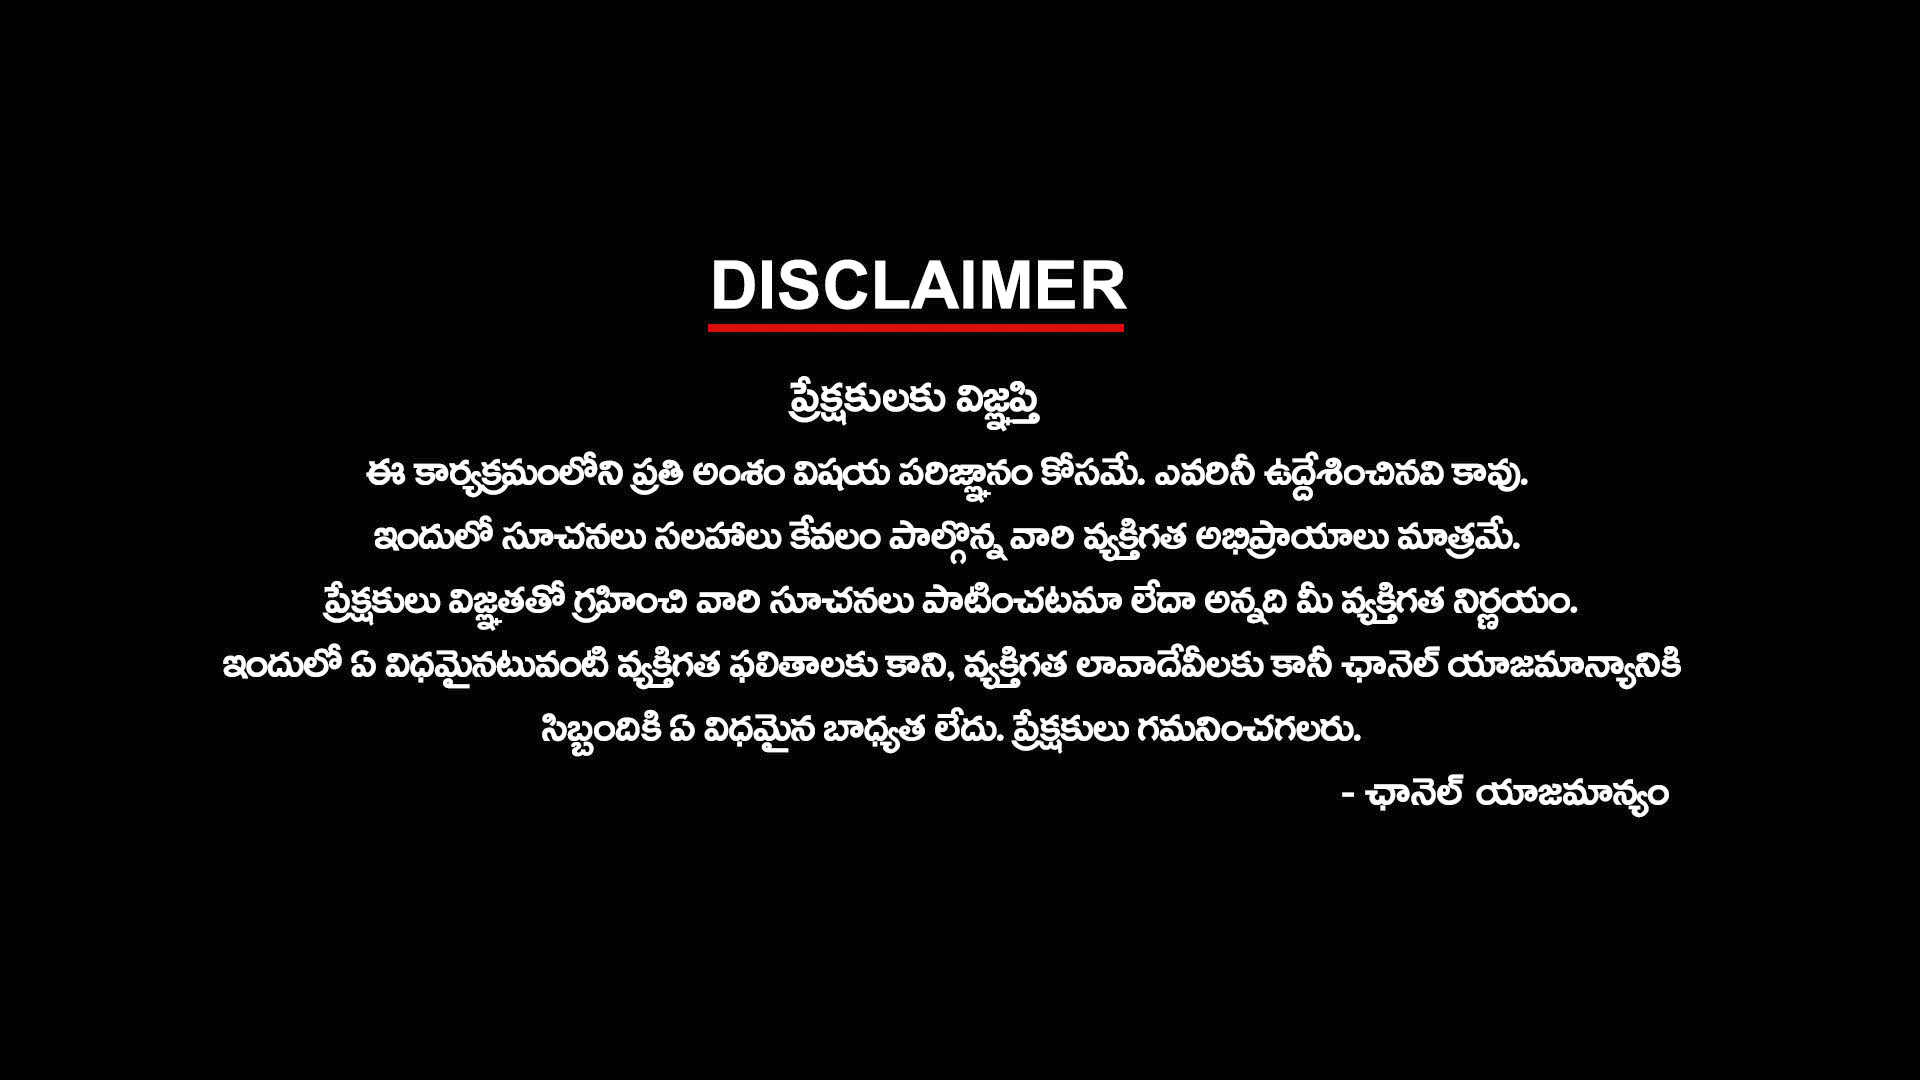 DISCLAIMER
ప్రేక్షకులకు విజ్ఞప్తి
ఈ కార్యక్రమంలోని ప్రతి అంశం విషయ పరిజ్ఞానం కోసమే. ఎవరినీ ఉద్దేశించినవి కావు.
ఇందులో సూచనలు సలహాలు కేవలం పాల్గొన్న వారి వ్యక్తిగత అభిప్రాయాలు మాత్రమే.
ప్రేక్షకులు విజ్ఞతతో గ్రహించి వారి సూచనలు పాటించటమా లేదా అన్నది మీ వ్యక్తిగత నిర్ణయం.
ఇందులో ఏ విధమైనటువంటి వ్యక్తిగత ఫలితాలకు కాని, వ్యక్తిగత లావాదేవీలకు కానీ ఛానెల్ యాజమాన్యానికి
సిబ్బందికి ఏ విధమైన బాధ్యత లేదు. ప్రేక్షకులు గమనించగలరు.
- ఛానెల్ యాజమాన్యం